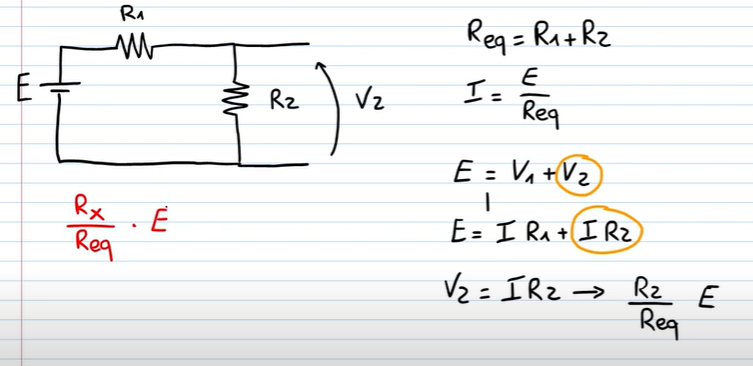 R1
E
R2
V2
Rx/Req · E
Req = R1 + R2
I = E/Req
E = V1 + V2
E = I R1 + I R2
V2 = I R2 → R2/Req E